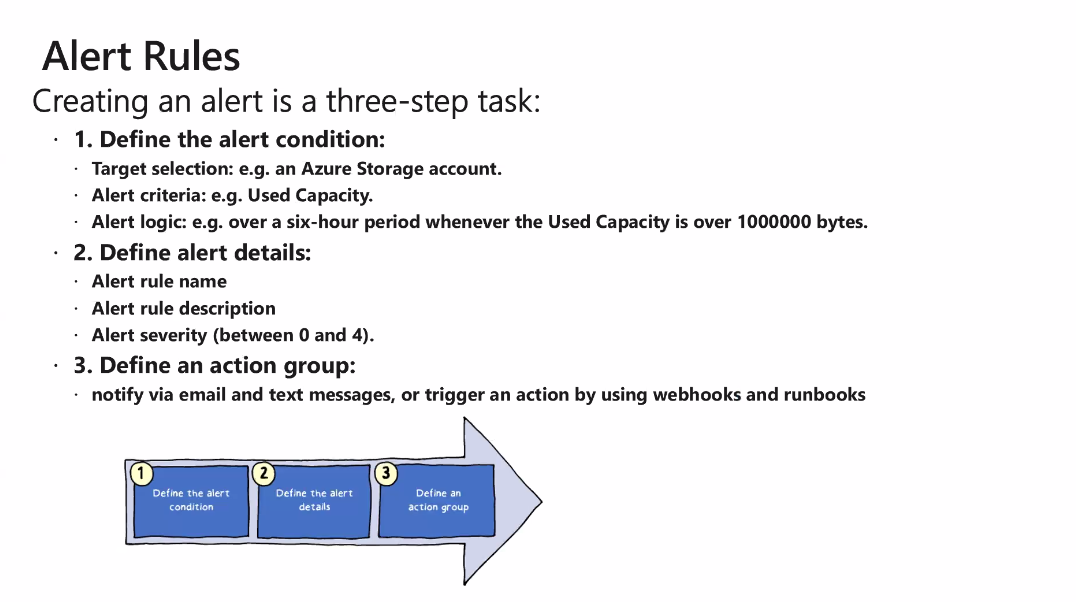 Alert Rules
Creating an alert is a three-step task:
· 1. Define the alert condition:
· Target selection: e.g. an Azure Storage account.
· Alert criteria: e.g. Used Capacity.
· Alert logic: e.g. over a six-hour period whenever the Used Capacity is over 1000000 bytes.
· 2. Define alert details:
· Alert rule name
· Alert rule description
· Alert severity (between 0 and 4).
· 3. Define an action group:
· notify via email and text messages, or trigger an action by using webhooks and runbooks
1
Define the alert
condition
2
Define the alert
details
3
Define an
action group